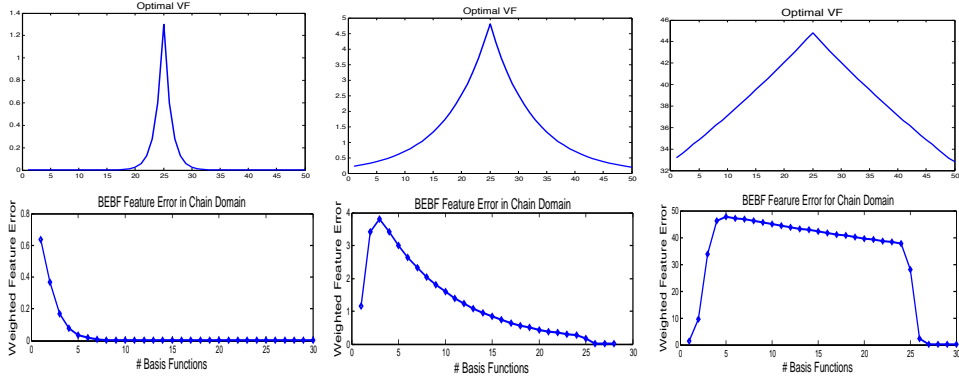 Optimal VF
1.4
1.2
1
0.8
0.6
0.4
0.2
0
0 5 10 15 20 25 30 35 40 45 50
Optimal VF
5
4.5
4
3.5
3
2.5
2
1.5
1
0.5
0
0 5 10 15 20 25 30 35 40 45 50
Optimal VF
46
44
42
40
38
36
34
32
0 5 10 15 20 25 30 35 40 45 50
BEBF Feature Error in Chain Domain
Weighted Feature Error
0.8
0.6
0.4
0.2
0
0 5 10 15 20 25 30
# Basis Functions
BEBF Feature Error in Chain Domain
Weighted Feature Error
4
3
2
1
0
0 5 10 15 20 25 30
# Basis Functions
BEBF Feature Error for Chain Domain
Weighted Feature Error
50
40
30
20
10
0
0 5 10 15 20 25 30
# Basis Functions